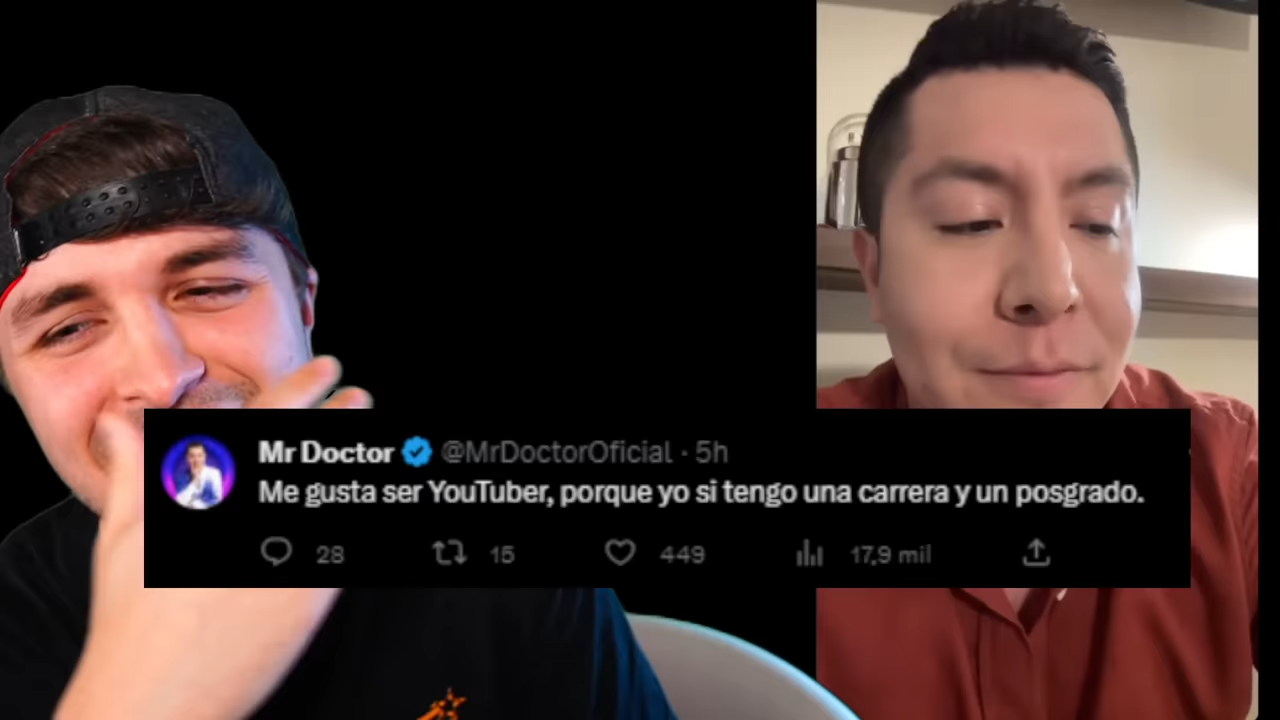 Mr Doctor @MrDoctorOficial · 5h
Me gusta ser YouTuber, porque yo si tengo una carrera y un posgrado.
28 15 449 17,9 mil